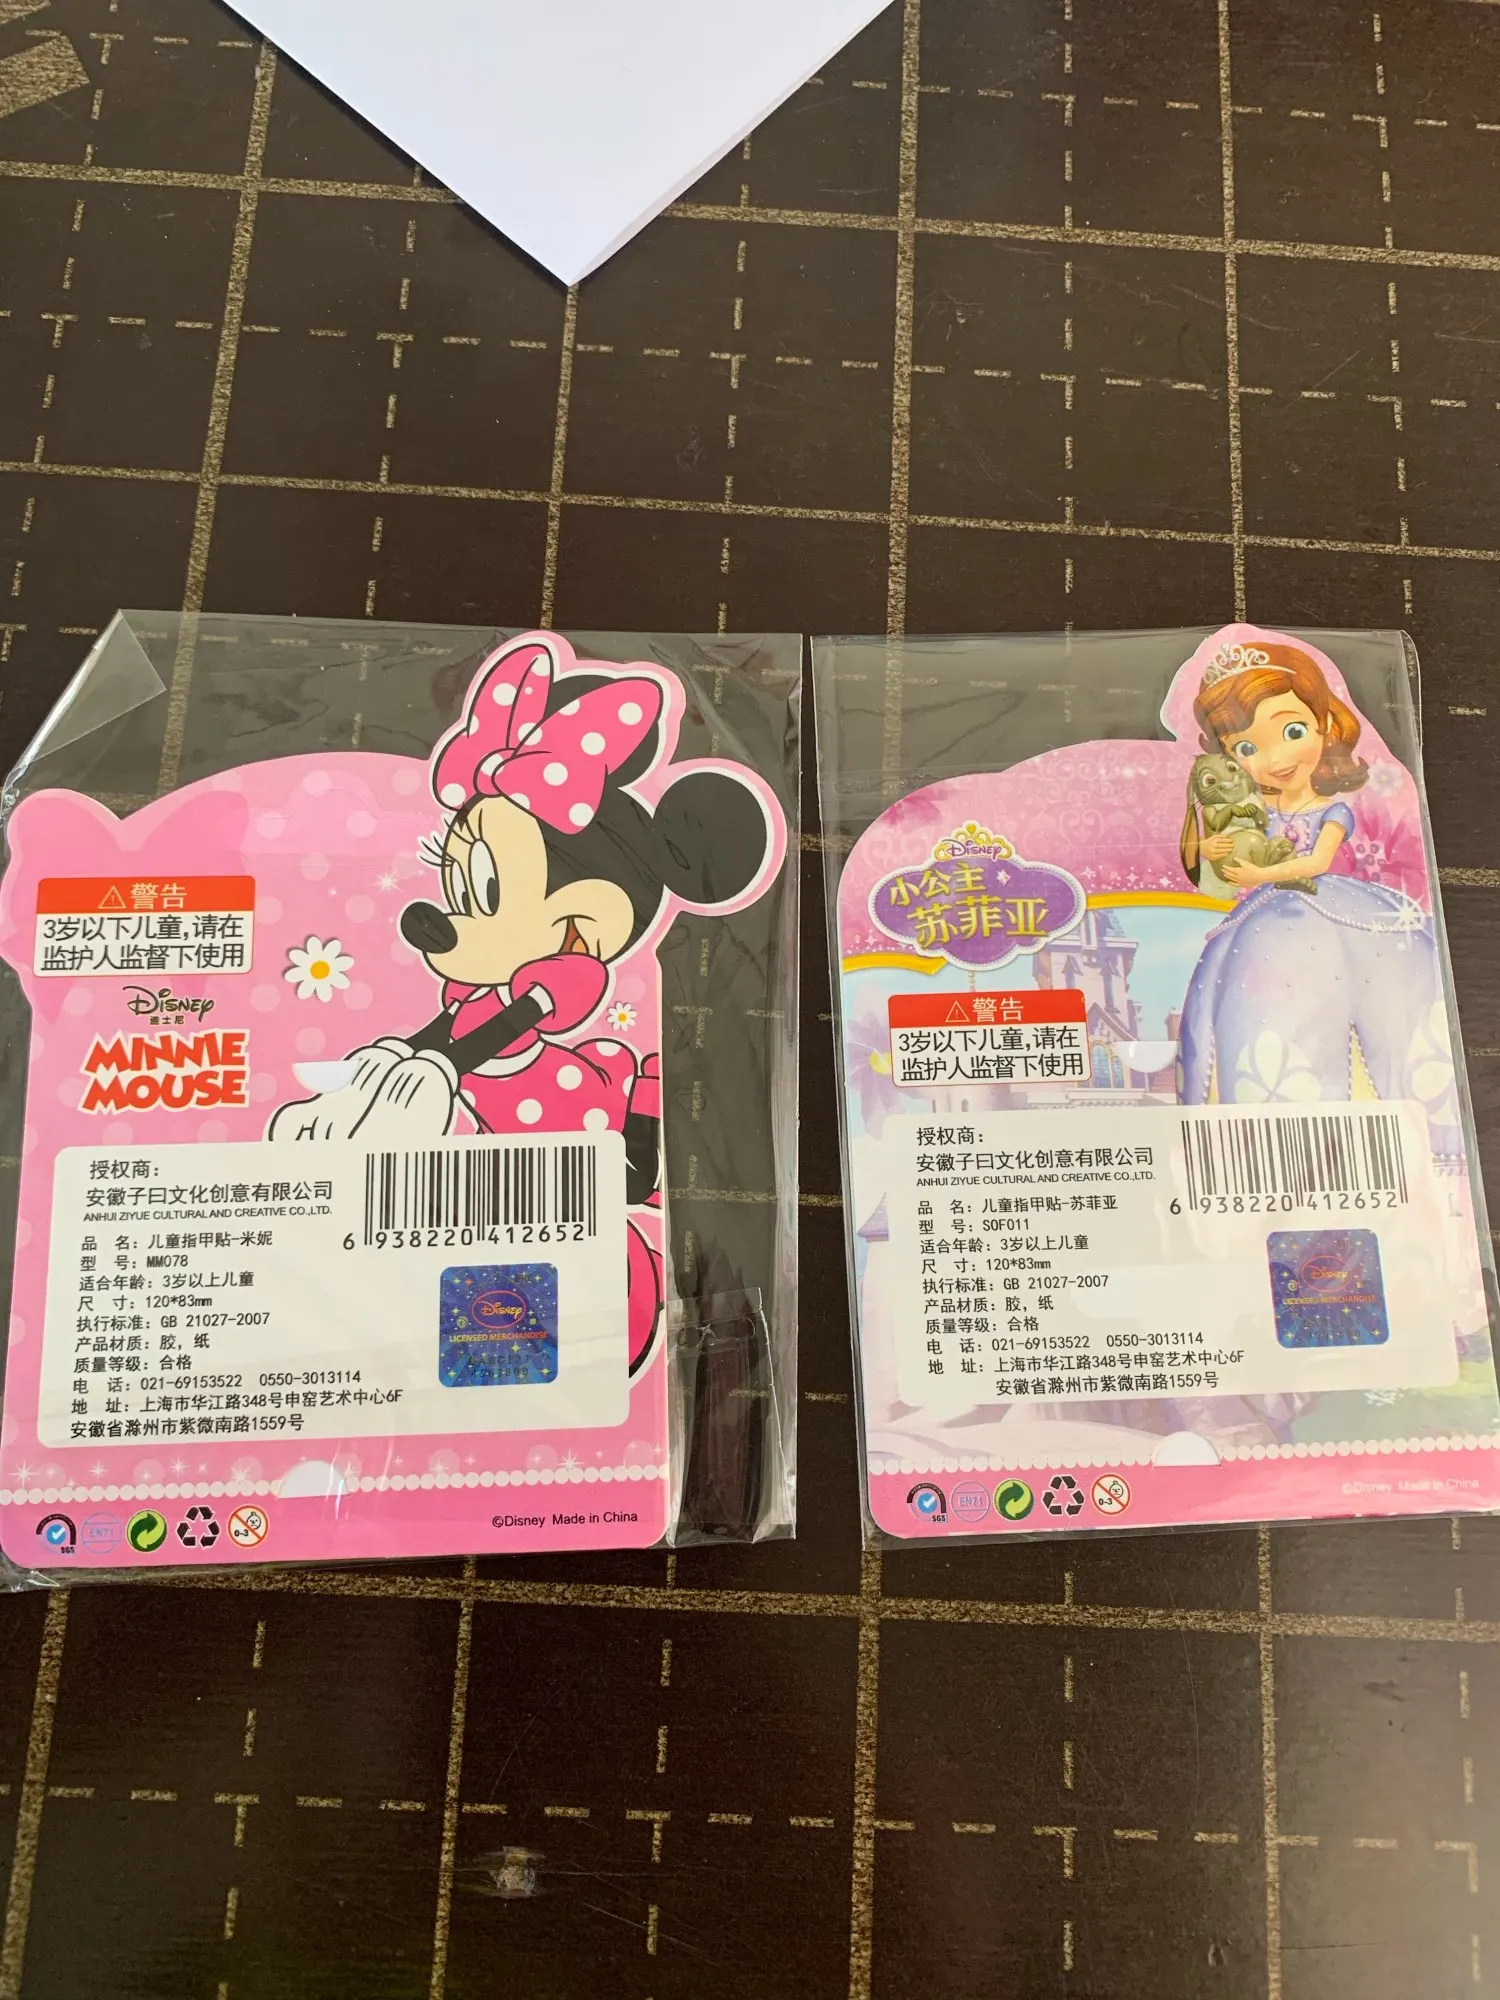 警告
3岁以下儿童,请在
监护人监督下使用
Disney
迪士尼
MINNIE
MOUSE
授权商:
安徽子曰文化创意有限公司
ANHUI ZIYUE CULTURAL AND CREATIVE CO.,LTD.
品 名: 儿童指甲贴-米妮
型 号: MM078
适合年龄: 3岁以上儿童
尺 寸: 120*83mm
执行标准: GB 21027-2007
产品材质: 胶, 纸
质量等级: 合格
电 话: 021-69153522 0550-3013114
地 址: 上海市华江路348号申窑艺术中心6F
安徽省滁州市紫微南路1559号
6 938220 412652
Disney
LICENSED MERCHANDISE
SGS
EN71
0-3
©Disney Made in China
Disney
小公主
苏菲亚
警告
3岁以下儿童,请在
监护人监督下使用
授权商:
安徽子曰文化创意有限公司
ANHUI ZIYUE CULTURAL AND CREATIVE CO.,LTD.
品 名: 儿童指甲贴-苏菲亚
型 号: SOF011
适合年龄: 3岁以上儿童
尺 寸: 120*83mm
执行标准: GB 21027-2007
产品材质: 胶, 纸
质量等级: 合格
电 话: 021-69153522 0550-3013114
地 址: 上海市华江路348号申窑艺术中心6F
安徽省滁州市紫微南路1559号
6 938220 412652
Disney
LICENSED MERCHANDISE
SGS
EN71
0-3
©Disney Made in China